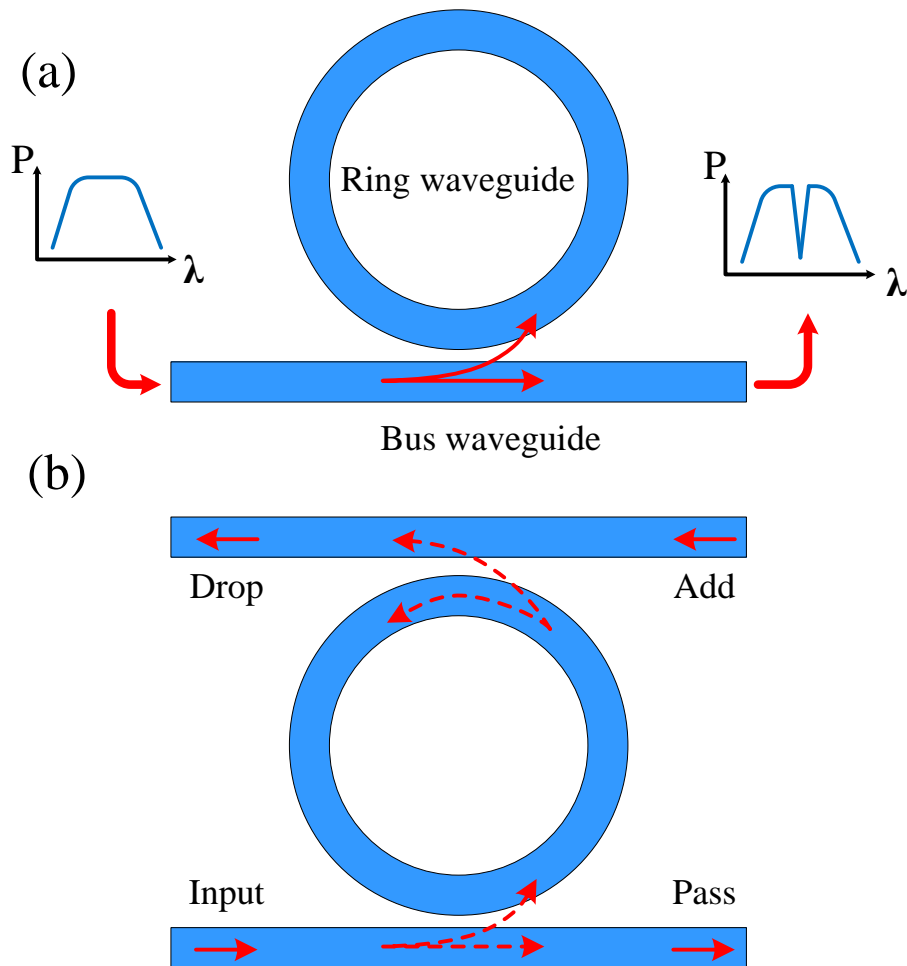 (a)
P
λ
Ring waveguide
P
λ
Bus waveguide
(b)
Drop
Add
Input
Pass